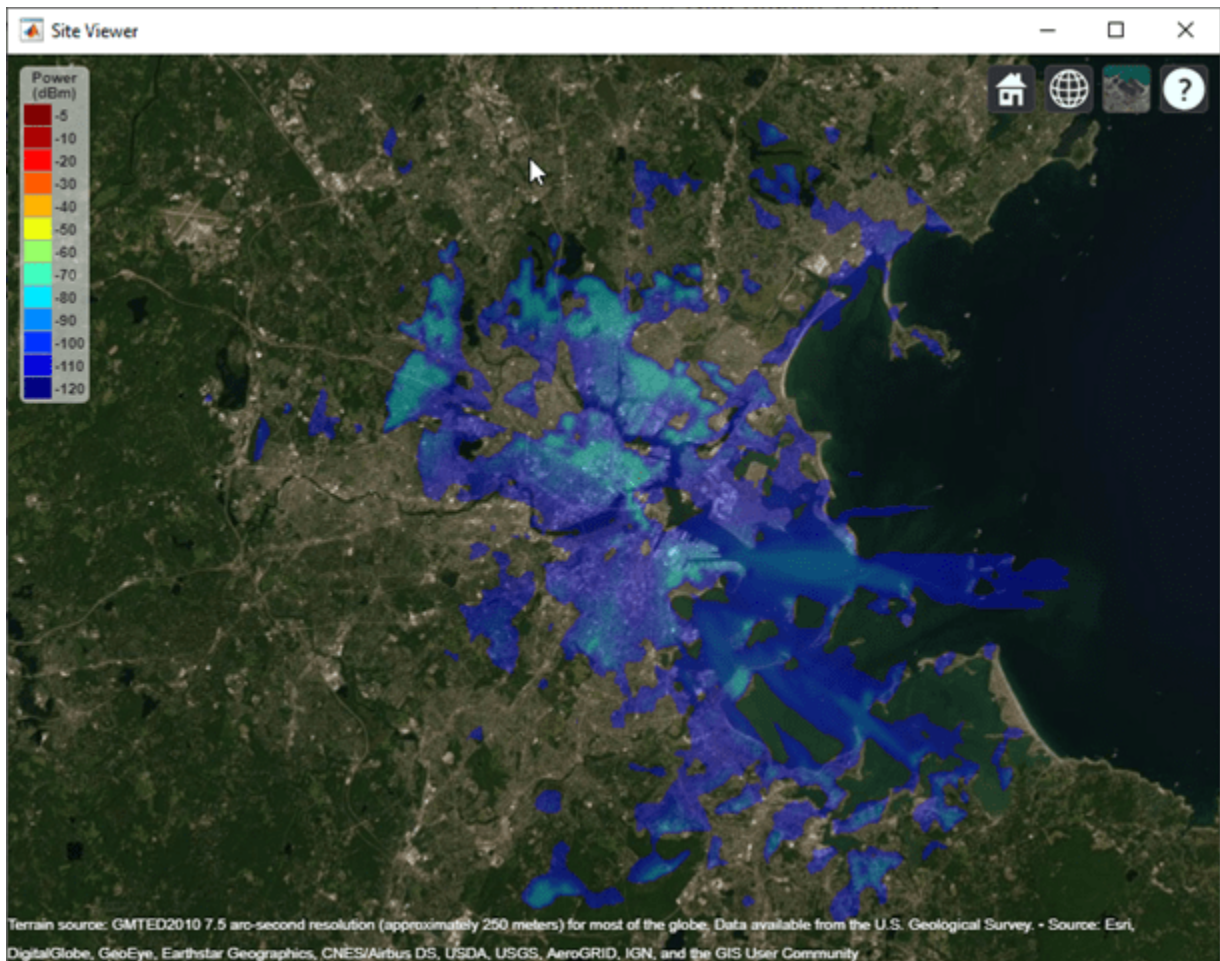 Site Viewer
Power
(dBm)
-5
-10
-20
-30
-40
-50
-60
-70
-80
-90
-100
-110
-120
?
Terrain source: GMTED2010 7.5 arc-second resolution (approximately 250 meters) for most of the globe, Data available from the U.S. Geological Survey. • Source: Esri,
DigitalGlobe, GeoEye, Earthstar Geographics, CNES/Airbus DS, USDA, USGS, AeroGRID, IGN, and the GIS User Community